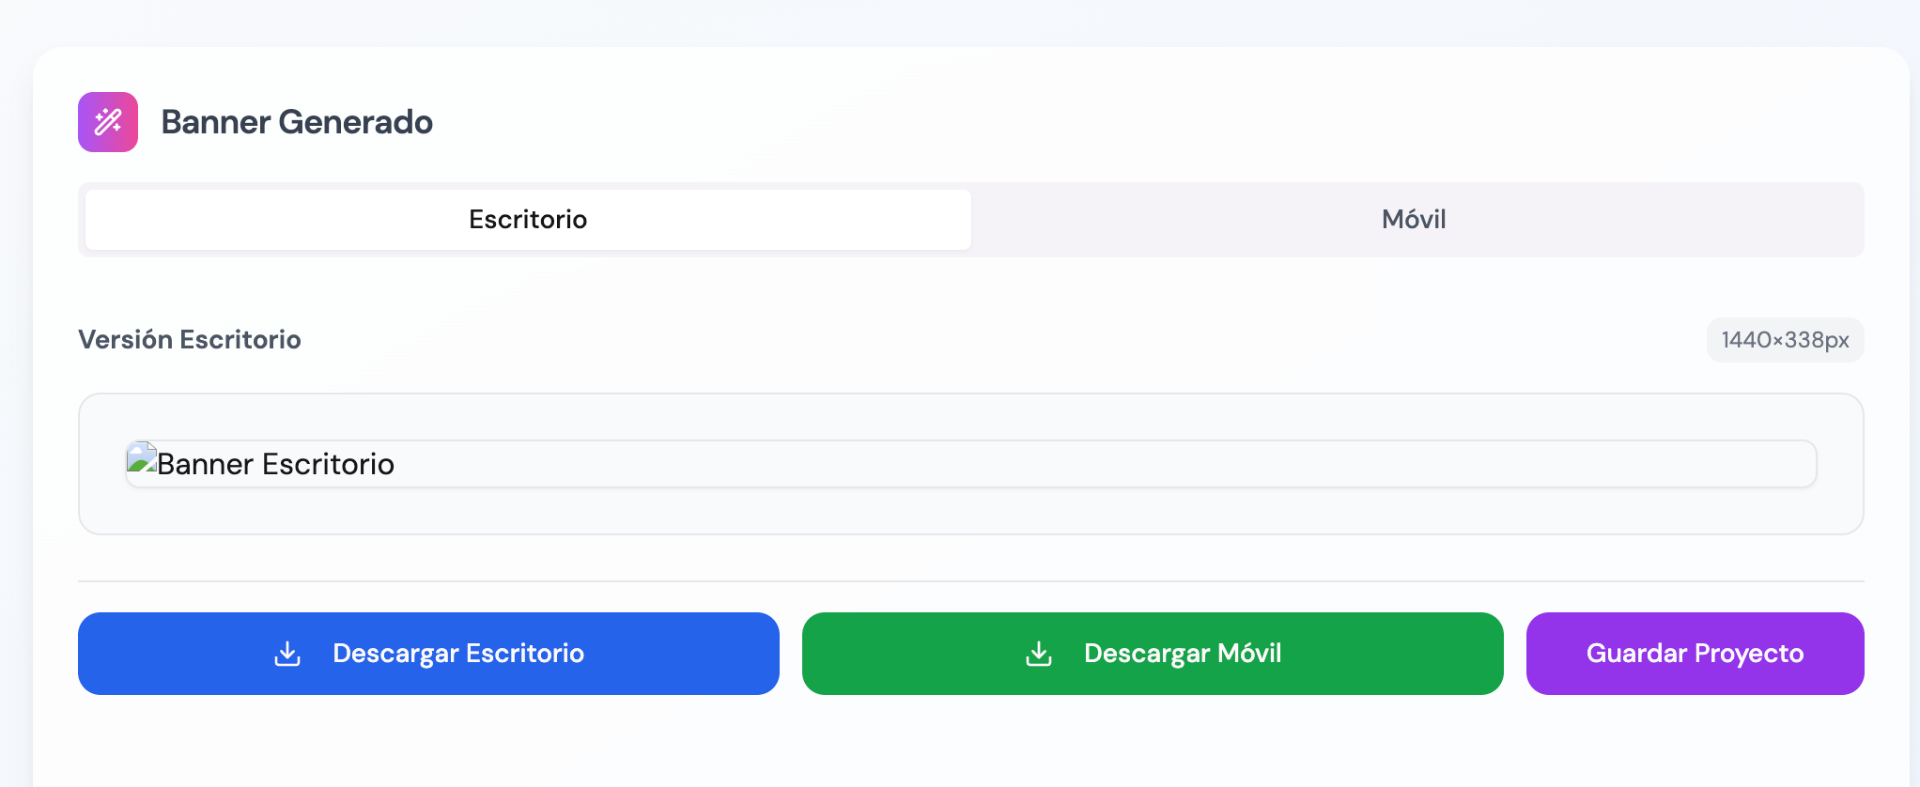 Banner Generado
Escritorio
Móvil
Versión Escritorio
1440×338px
Banner Escritorio
Descargar Escritorio
Descargar Móvil
Guardar Proyecto